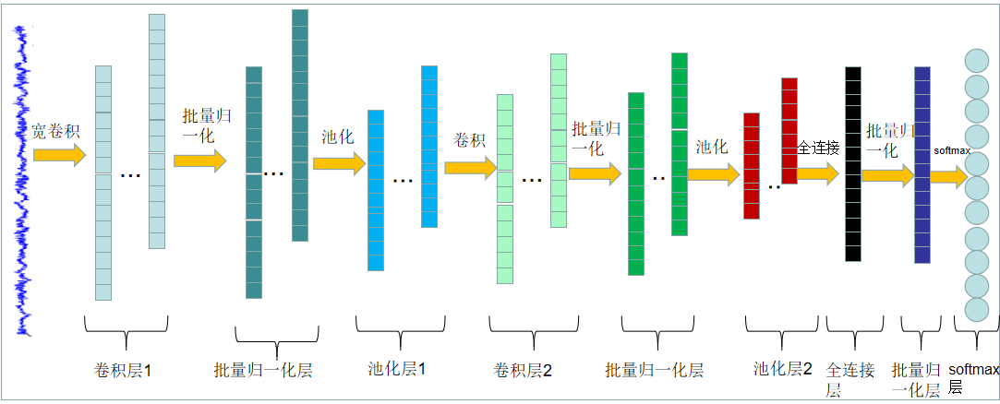 宽卷积
批量归
一化
池化
卷积
批量归
一化
池化
全连接
批量归
一化
softmax
...
...
...
...
..
..
卷积层1
批量归一化层
池化层1
卷积层2
批量归一化层
池化层2
全连接
层
批量归
一化层
softmax
层